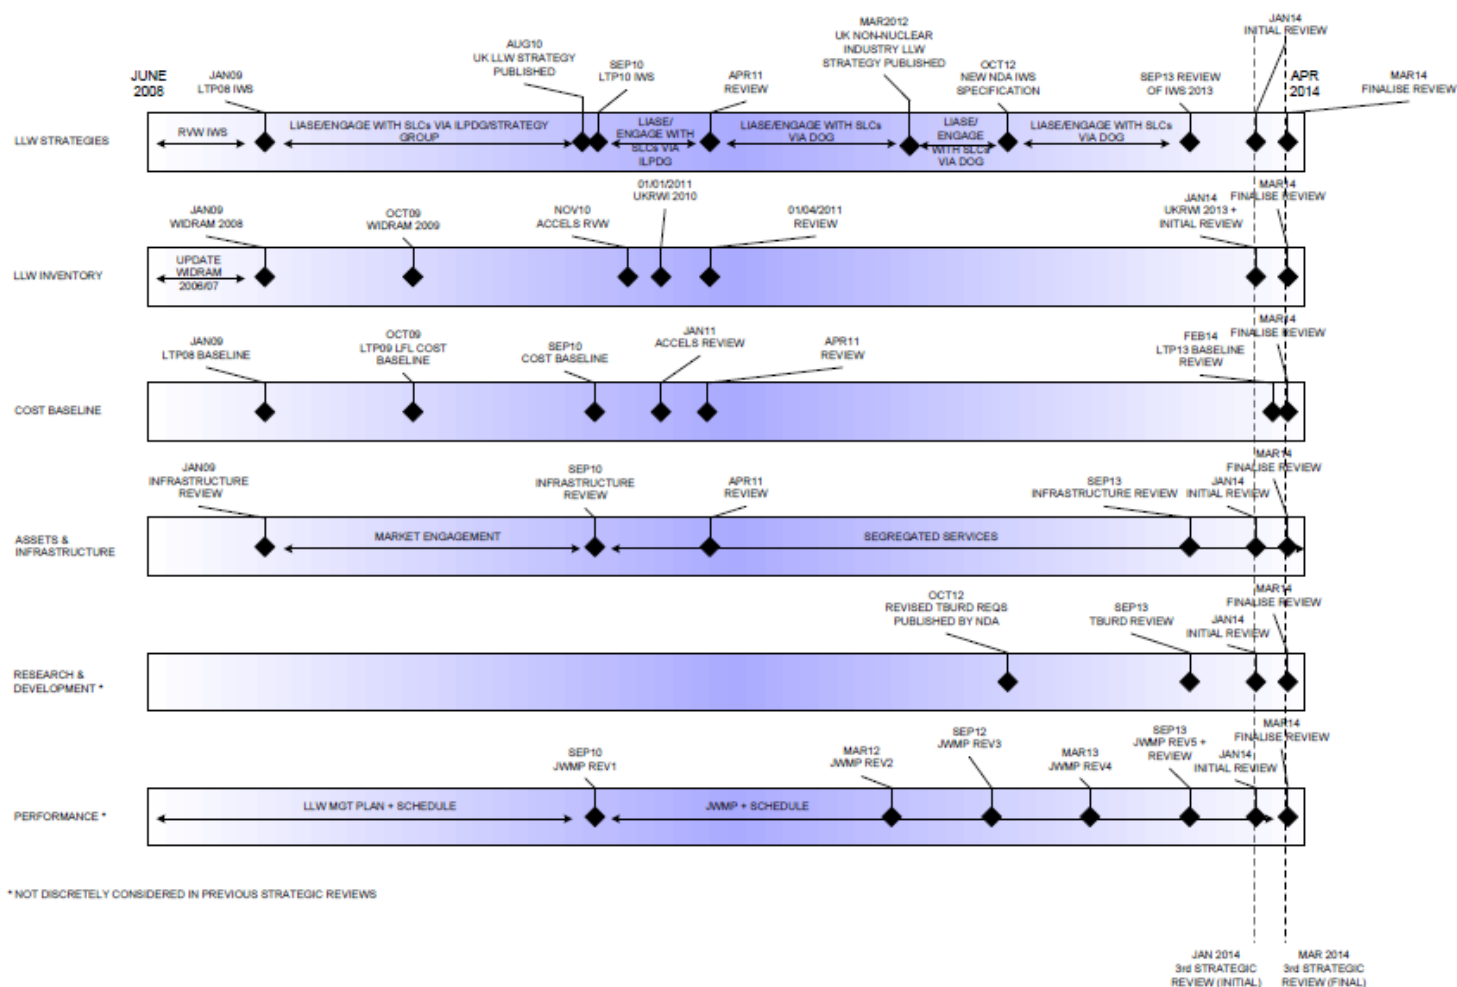 JAN14
INITIAL REVIEW
MAR2012
UK NON-NUCLEAR
INDUSTRY LLW
STRATEGY PUBLISHED
AUG10
UK LLW STRATEGY
PUBLISHED
SEP10
LTP10 IWS
OCT12
NEW NDA IWS
SPECIFICATION
JUNE
2008
JAN09
LTP08 IWS
APR11
REVIEW
SEP13 REVIEW
OF IWS 2013
APR
2014
MAR14
FINALISE REVIEW
LLW STRATEGIES
RVW IWS
LIASE/ENGAGE WITH SLCs VIA ILPDG/STRATEGY
GROUP
LIASE/
ENGAGE WITH
SLCs VIA
ILPDG
LIASE/ENGAGE WITH SLCs
VIA DOG
LIASE/
ENGAGE
WITH SLCs
VIA DOG
LIASE/ENGAGE WITH SLCs
VIA DOG
JAN09
WIDRAM 2008
OCT09
WIDRAM 2009
NOV10
ACCELS RVW
01/01/2011
UKRWI 2010
01/04/2011
REVIEW
JAN14
UKRWI 2013 +
INITIAL REVIEW
MAR14
FINALISE REVIEW
LLW INVENTORY
UPDATE
WIDRAM
2006/07
JAN09
LTP08 BASELINE
OCT09
LTP09 LFL COST
BASELINE
SEP10
COST BASELINE
JAN11
ACCELS REVIEW
APR11
REVIEW
FEB14
LTP13 BASELINE
REVIEW
MAR14
FINALISE REVIEW
COST BASELINE
JAN09
INFRASTRUCTURE
REVIEW
SEP10
INFRASTRUCTURE
REVIEW
APR11
REVIEW
SEP13
INFRASTRUCTURE REVIEW
JAN14
INITIAL REVIEW
MAR14
FINALISE REVIEW
ASSETS &
INFRASTRUCTURE
MARKET ENGAGEMENT
SEGREGATED SERVICES
OCT12
REVISED TBURD REQS
PUBLISHED BY NDA
SEP13
TBURD REVIEW
JAN14
INITIAL REVIEW
MAR14
FINALISE REVIEW
RESEARCH &
DEVELOPMENT *
SEP10
JWMP REV1
MAR12
JWMP REV2
SEP12
JWMP REV3
MAR13
JWMP REV4
SEP13
JWMP REV5 +
REVIEW
JAN14
INITIAL REVIEW
MAR14
FINALISE REVIEW
PERFORMANCE *
LLW MGT PLAN + SCHEDULE
JWMP + SCHEDULE
* NOT DISCRETELY CONSIDERED IN PREVIOUS STRATEGIC REVIEWS
JAN 2014
3rd STRATEGIC
REVIEW (INITIAL)
MAR 2014
3rd STRATEGIC
REVIEW (FINAL)